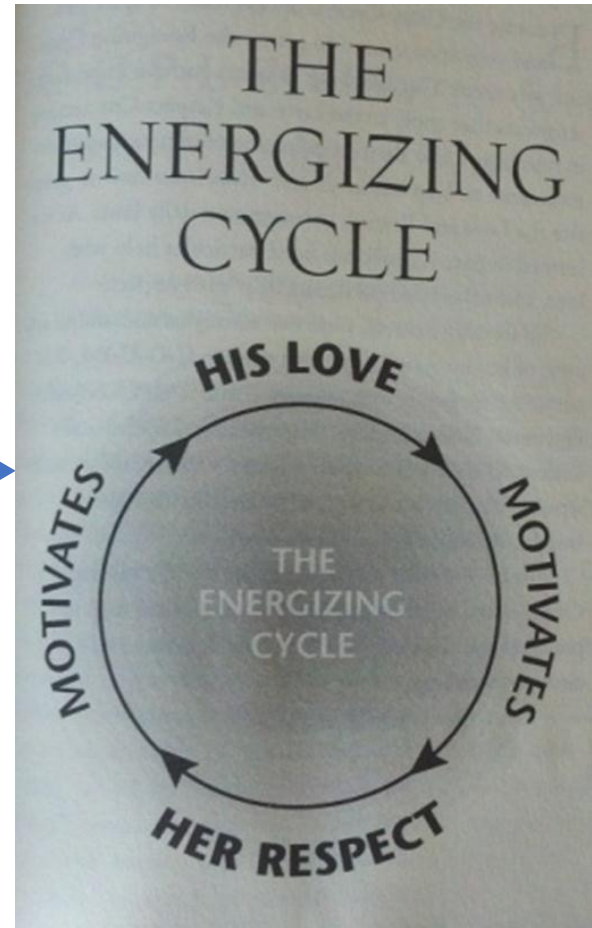 THE
ENERGIZING
CYCLE
HIS LOVE
MOTIVATES
HER RESPECT
MOTIVATES
THE
ENERGIZING
CYCLE